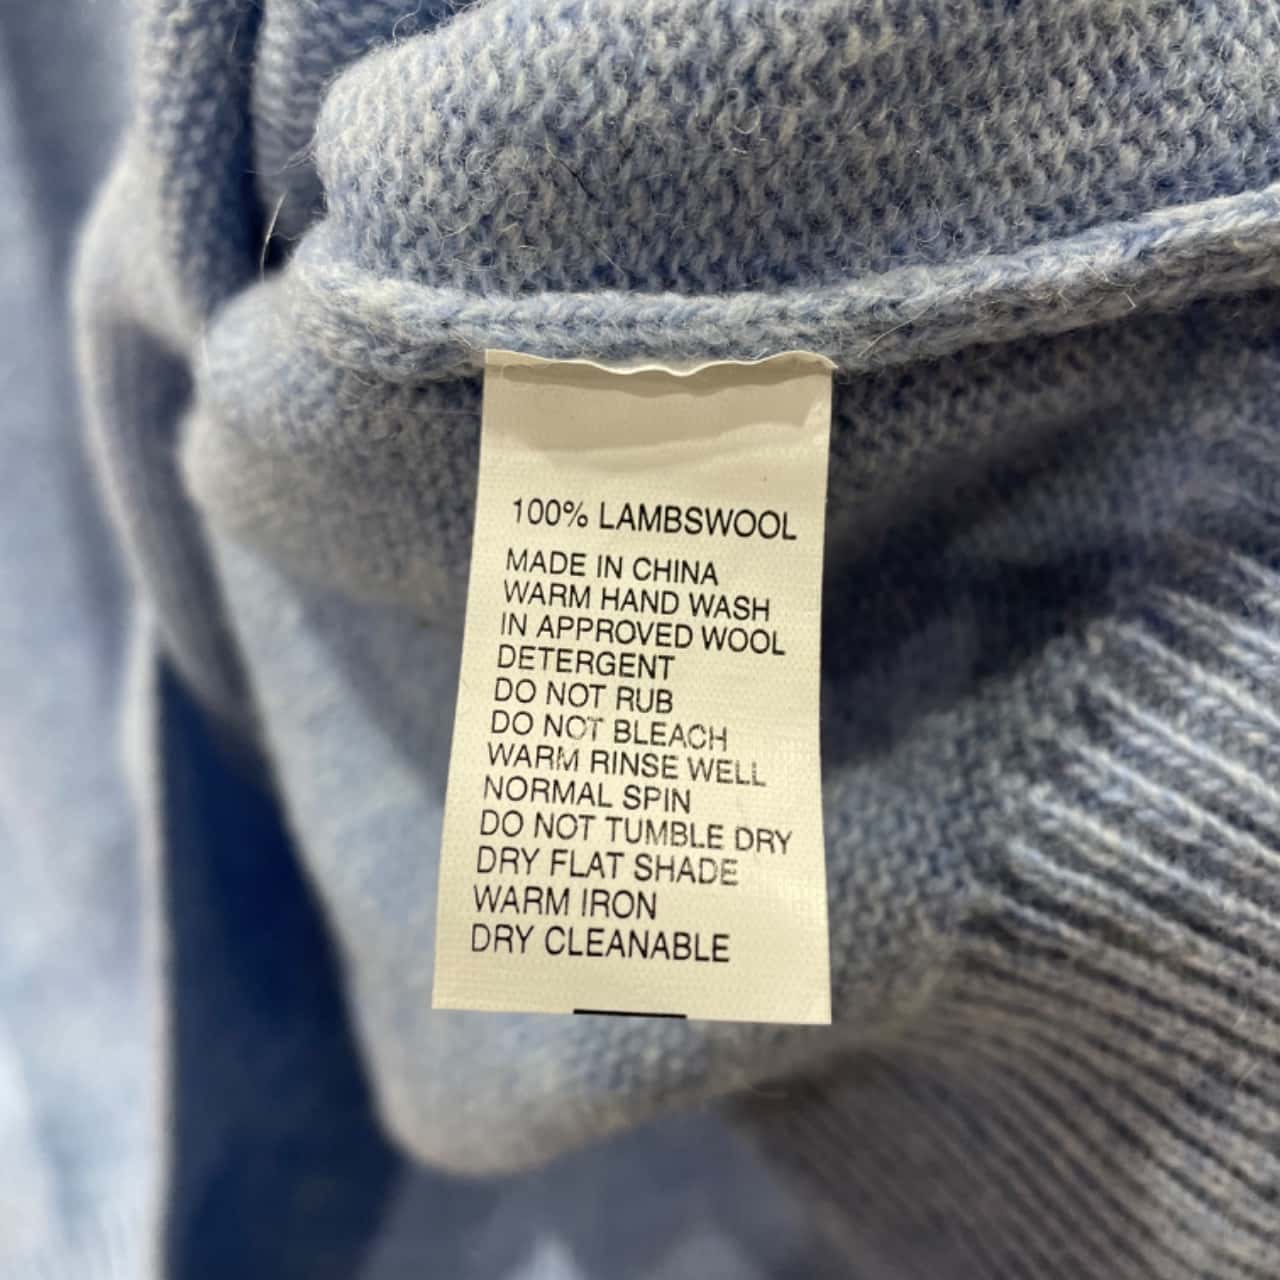 100% LAMBSWOOL
MADE IN CHINA
WARM HAND WASH
IN APPROVED WOOL
DETERGENT
DO NOT RUB
DO NOT BLEACH
WARM RINSE WELL
NORMAL SPIN
DO NOT TUMBLE DRY
DRY FLAT SHADE
WARM IRON
DRY CLEANABLE